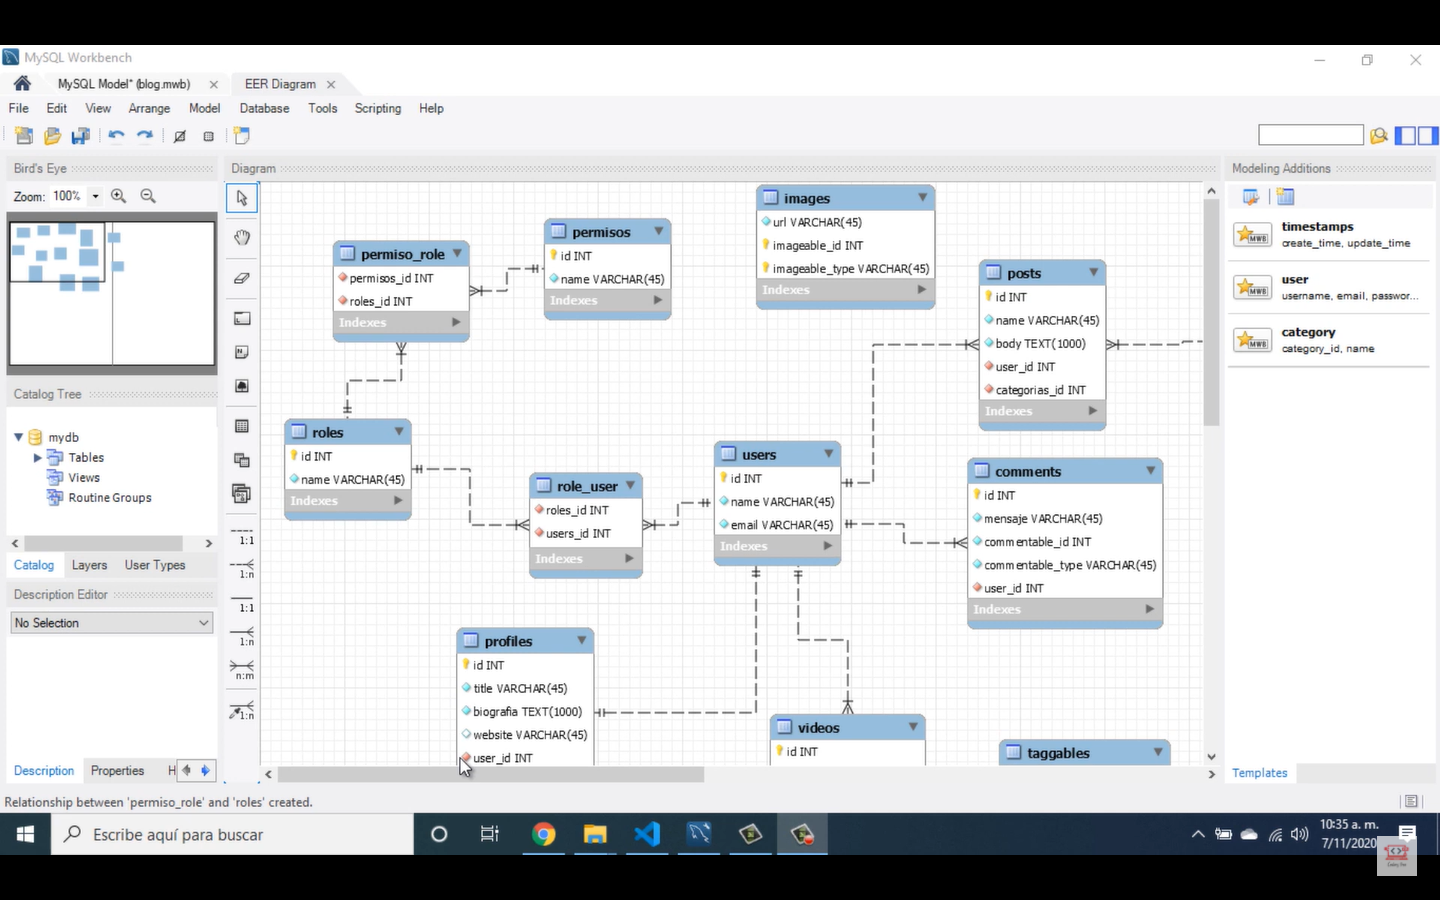 MySQL Workbench
MySQL Model* (blog.mwb)
EER Diagram
File Edit View Arrange Model Database Tools Scripting Help
Bird's Eye
Zoom: 100%
Catalog Tree
mydb
Tables
Views
Routine Groups
Catalog Layers User Types
Description Editor
No Selection
Description Properties H
Diagram
1:1
1:n
1:1
1:n
n:m
1:n
permiso_role
permisos_id INT
roles_id INT
Indexes
permisos
id INT
name VARCHAR(45)
Indexes
images
url VARCHAR(45)
imageable_id INT
imageable_type VARCHAR(45)
Indexes
posts
id INT
name VARCHAR(45)
body TEXT(1000)
user_id INT
categorias_id INT
Indexes
roles
id INT
name VARCHAR(45)
Indexes
role_user
roles_id INT
users_id INT
Indexes
users
id INT
name VARCHAR(45)
email VARCHAR(45)
Indexes
comments
id INT
mensaje VARCHAR(45)
commentable_id INT
commentable_type VARCHAR(45)
user_id INT
Indexes
profiles
id INT
title VARCHAR(45)
biografia TEXT(1000)
website VARCHAR(45)
user_id INT
videos
id INT
taggables
Modeling Additions
MWB
timestamps
create_time, update_time
MWB
user
username, email, passwor...
MWB
category
category_id, name
Templates
Relationship between 'permiso_role' and 'roles' created.
Escribe aquí para buscar
10:35 a. m.
7/11/2020